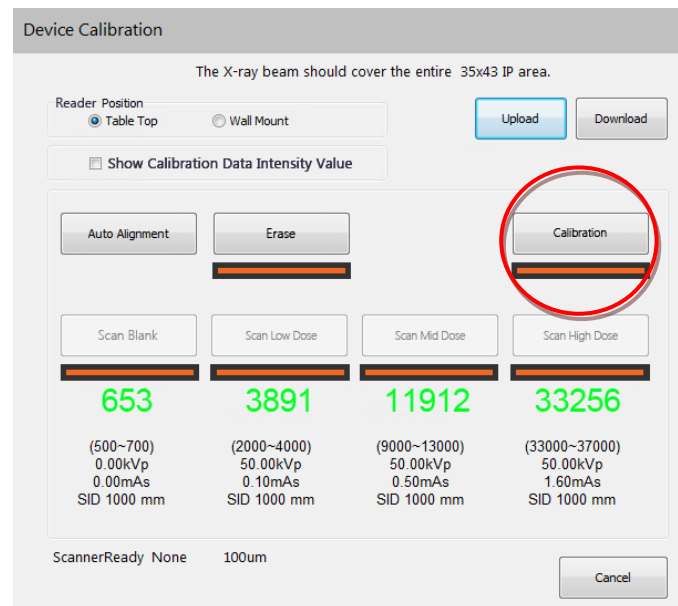 Device Calibration
The X-ray beam should cover the entire 35x43 IP area.
Reader Position
Table Top Wall Mount
Upload Download
Show Calibration Data Intensity Value
Auto Alignment Erase Calibration
Scan Blank Scan Low Dose Scan Mid Dose Scan High Dose
653 3891 11912 33256
(500~700) (2000~4000) (9000~13000) (33000~37000)
0.00kVp 50.00kVp 50.00kVp 50.00kVp
0.00mAs 0.10mAs 0.50mAs 1.60mAs
SID 1000 mm SID 1000 mm SID 1000 mm SID 1000 mm
ScannerReady None 100um
Cancel